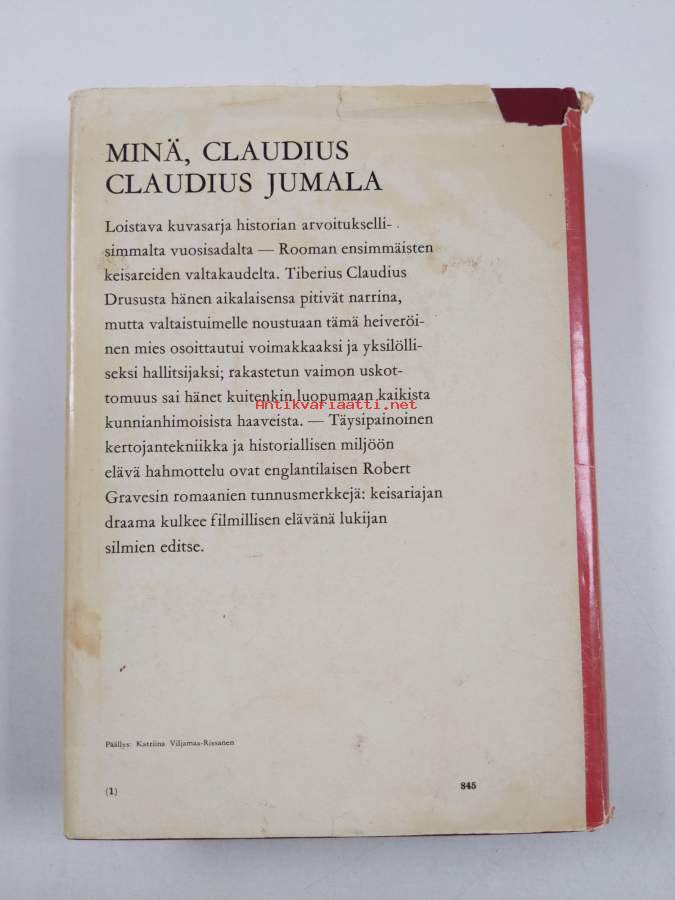 MINÄ, CLAUDIUS
CLAUDIUS JUMALA
Loistava kuvasarja historian arvoitukselli-
simmalta vuosisadalta — Rooman ensimmäisten
keisareiden valtakaudelta. Tiberius Claudius
Drususta hänen aikalaisensa pitivät narrina,
mutta valtaistuimelle noustuaan tämä heiveröi-
nen mies osoittautui voimakkaaksi ja yksilölli-
seksi hallitsijaksi; rakastetun vaimon uskot-
tomuus sai hänet kuitenkin luopumaan kaikista
Antikvariaatti.net
kunnianhimoisista haaveista. — Täysipainoinen
kertojantekniikka ja historiallisen miljöön
elävä hahmottelu ovat englantilaisen Robert
Gravesin romaanien tunnusmerkkejä: keisariajan
draama kulkee filmillisen elävänä lukijan
silmien editse.
Päällys: Katriina Viljamaa-Rissanen
(1) 845